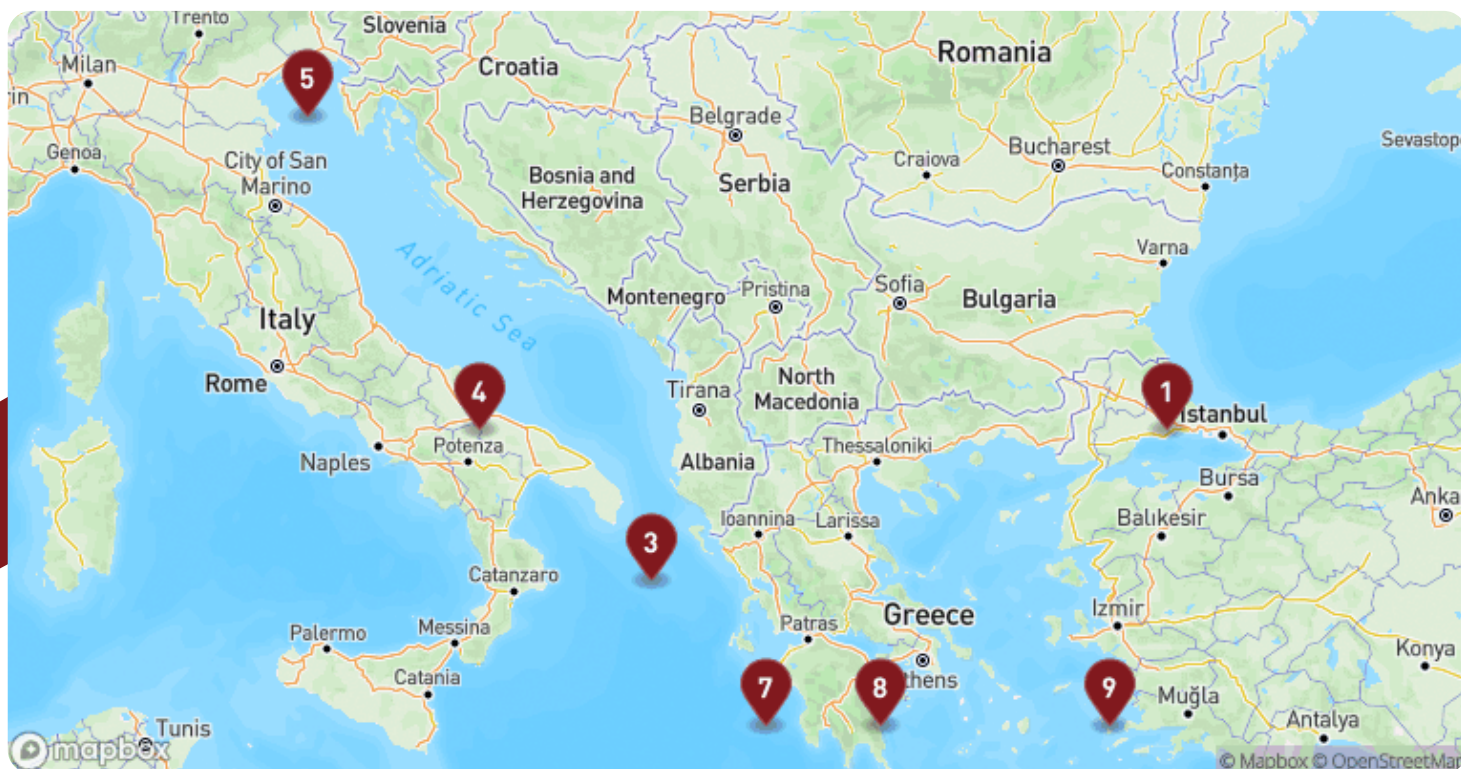 Trento
Slovenia
Romania
Milan
5
Croatia
rin
Belgrade
Sevastop
Genoa
City of San
Marino
Bucharest
Craiova
Constanța
Bosnia and
Herzegovina
Serbia
Varna
Adriatic Sea
Montenegro
Pristina
Sofia
Bulgaria
Italy
Rome
4
Tirana
North
Macedonia
1
Istanbul
Naples
Potenza
Albania
Thessaloniki
Bursa
Anka
3
Ioannina
Larissa
Balıkesir
Catanzaro
Izmir
Greece
Palermo
Messina
Patras
Konya
Catania
7
8
thens
9
Muğla
Antalya
Tunis
mapbox
© Mapbox © OpenStreetMap